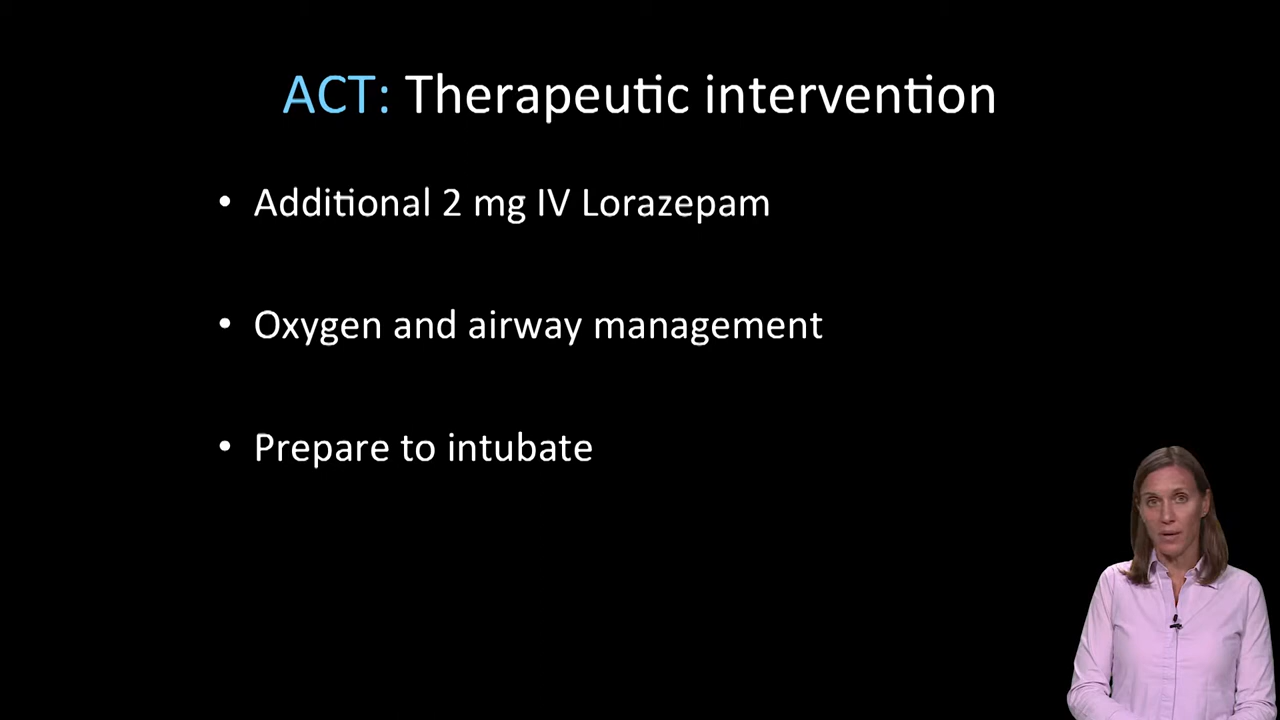 ACT: Therapeutic intervention
• Additional 2 mg IV Lorazepam
• Oxygen and airway management
• Prepare to intubate